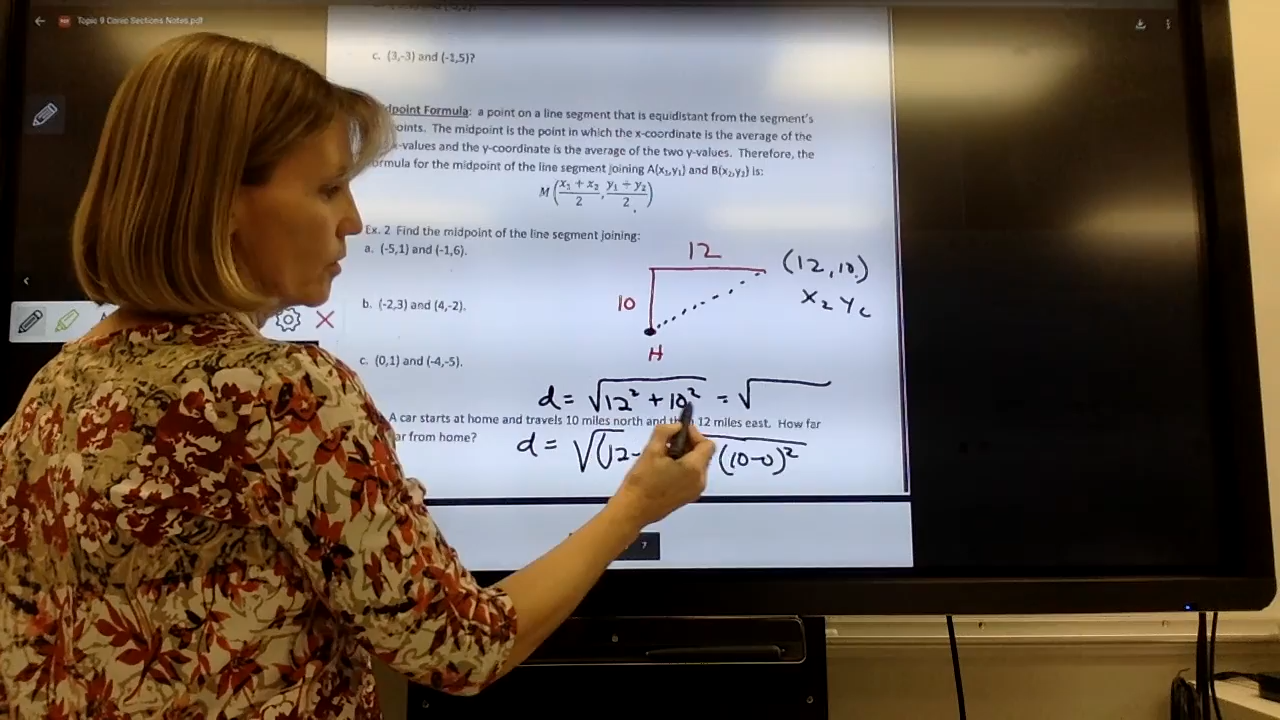 Topic 9 Conic Sections Notes.pdf
c. (3,-3) and (-1,5)?
dpoint Formula: a point on a line segment that is equidistant from the segment's
oints. The midpoint is the point in which the x-coordinate is the average of the
x-values and the y-coordinate is the average of the two y-values. Therefore, the
ormula for the midpoint of the line segment joining A(x₁,y₁) and B(x₂,y₂) is:
M (x₁ + x₂ / 2, y₁ + y₂ / 2)
Ex. 2 Find the midpoint of the line segment joining:
a. (-5,1) and (-1,6).
12
(12,10)
x₂ y₂
b. (-2,3) and (4,-2).
10
H
c. (0,1) and (-4,-5).
d = √12² + 10² = √
A car starts at home and travels 10 miles north and 12 miles east. How far
ar from home?
d = √(12- (10-0)²
7